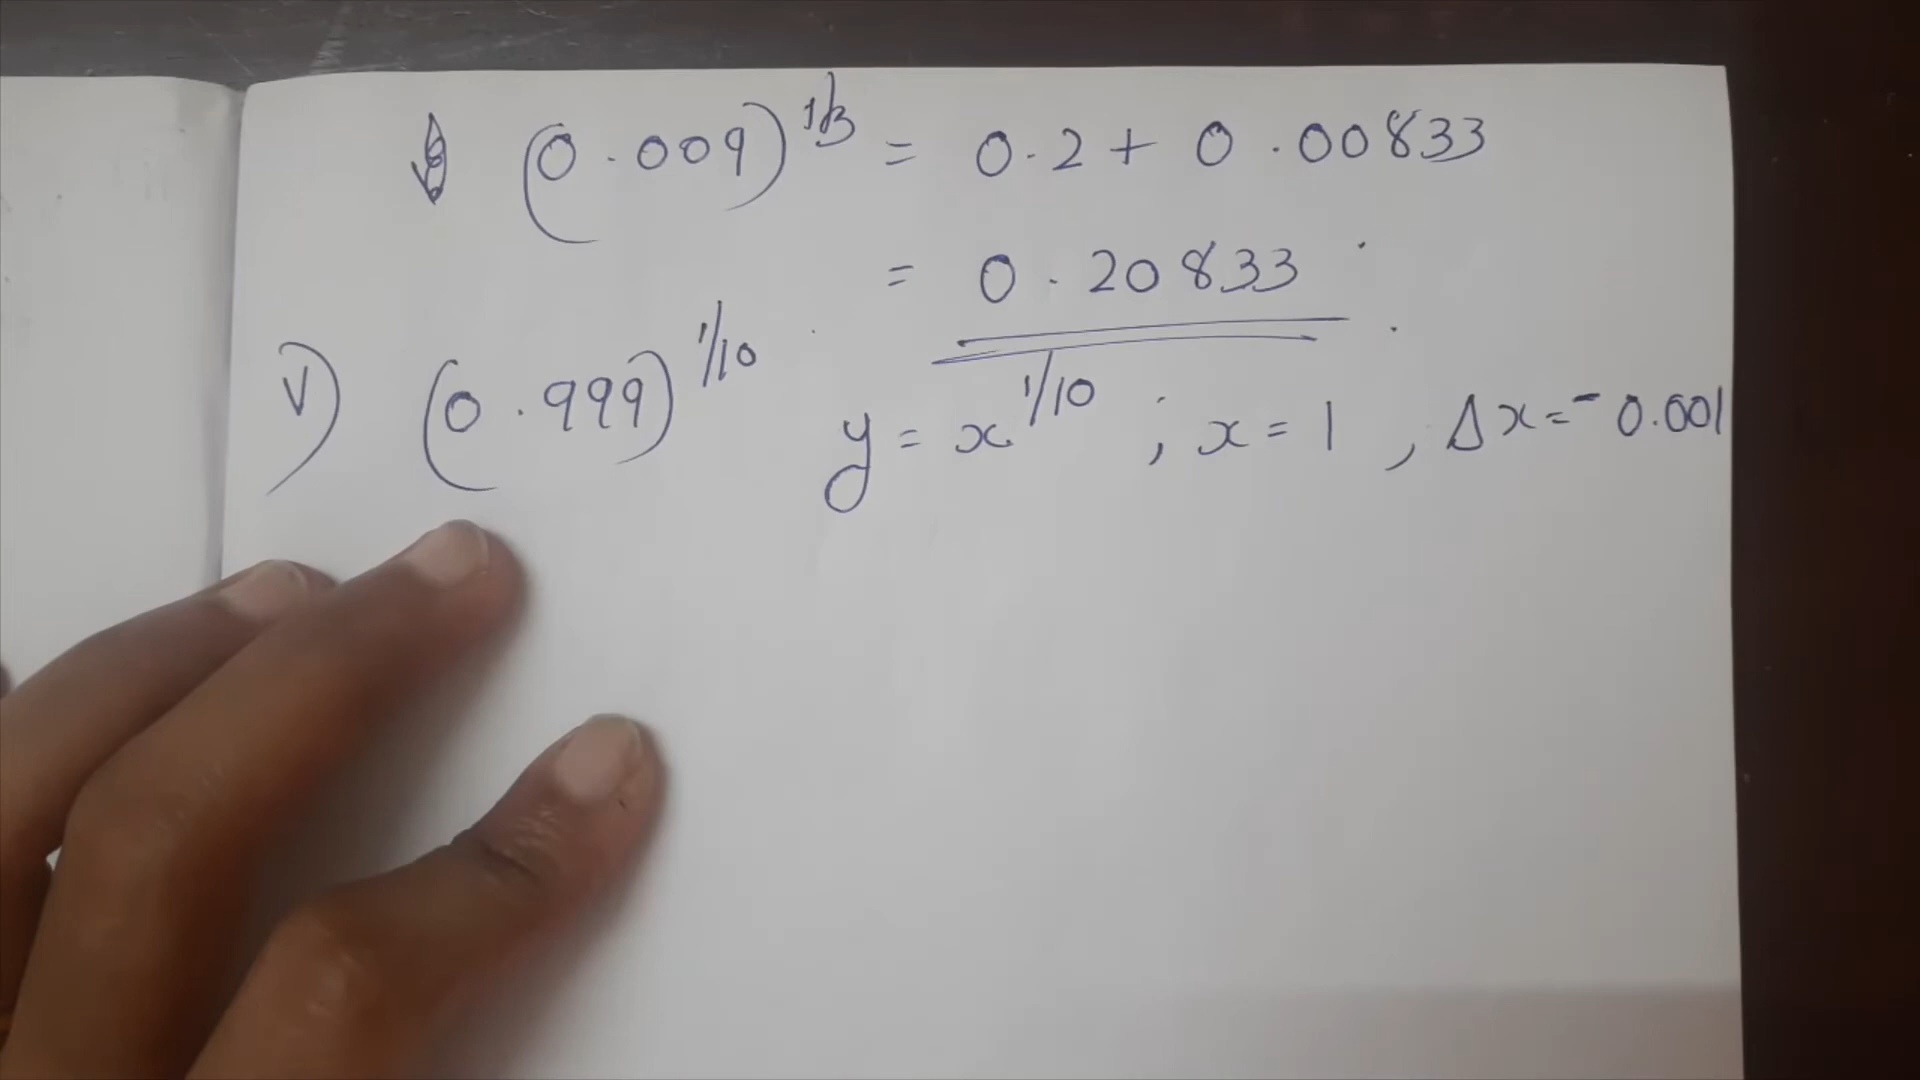 (0.009)^1/3 = 0.2 + 0.00833
= 0.20833
v) (0.999)^1/10 y = x^1/10 ; x = 1 , Δx = -0.001